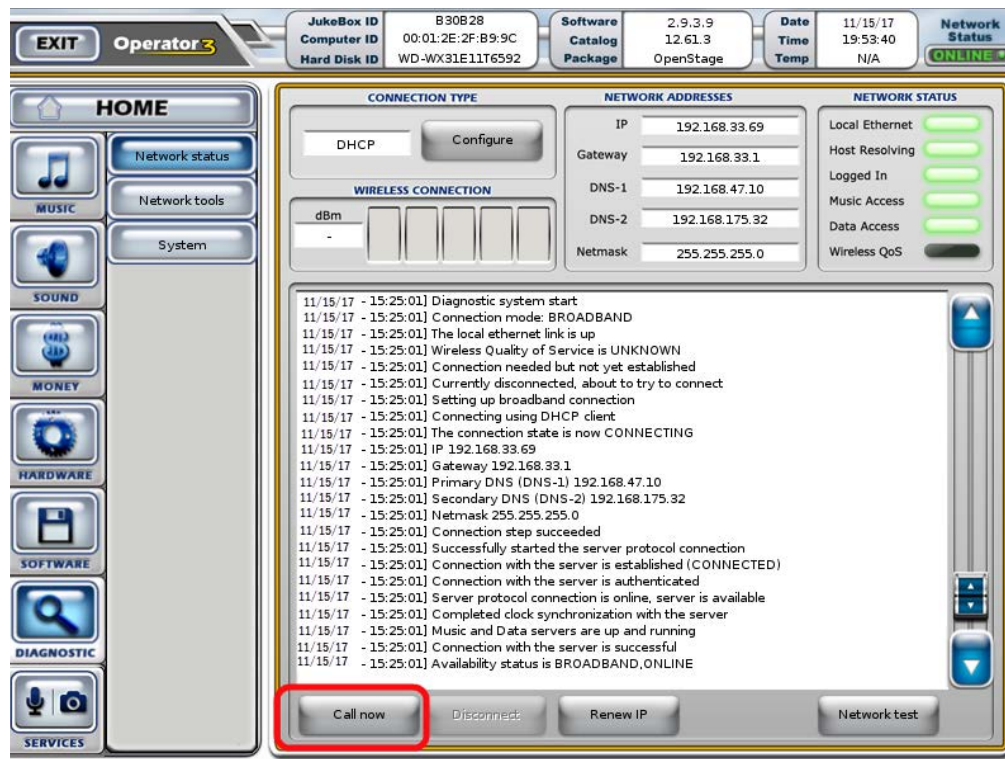 EXIT
Operator 3
JukeBox ID B30B28
Computer ID 00:01:2E:2F:B9:9C
Hard Disk ID WD-WX31E11T6592
Software 2.9.3.9
Catalog 12.61.3
Package OpenStage
Date 11/15/17
Time 19:53:40
Temp N/A
Network
Status
ONLINE
HOME
MUSIC
SOUND
MONEY
HARDWARE
SOFTWARE
DIAGNOSTIC
SERVICES
Network status
Network tools
System
CONNECTION TYPE
DHCP
Configure
WIRELESS CONNECTION
dBm
-
NETWORK ADDRESSES
IP 192.168.33.69
Gateway 192.168.33.1
DNS-1 192.168.47.10
DNS-2 192.168.175.32
Netmask 255.255.255.0
NETWORK STATUS
Local Ethernet
Host Resolving
Logged In
Music Access
Data Access
Wireless QoS
11/15/17 - 15:25:01] Diagnostic system start
11/15/17 - 15:25:01] Connection mode: BROADBAND
11/15/17 - 15:25:01] The local ethernet link is up
11/15/17 - 15:25:01] Wireless Quality of Service is UNKNOWN
11/15/17 - 15:25:01] Connection needed but not yet established
11/15/17 - 15:25:01] Currently disconnected, about to try to connect
11/15/17 - 15:25:01] Setting up broadband connection
11/15/17 - 15:25:01] Connecting using DHCP client
11/15/17 - 15:25:01] The connection state is now CONNECTING
11/15/17 - 15:25:01] IP 192.168.33.69
11/15/17 - 15:25:01] Gateway 192.168.33.1
11/15/17 - 15:25:01] Primary DNS (DNS-1) 192.168.47.10
11/15/17 - 15:25:01] Secondary DNS (DNS-2) 192.168.175.32
11/15/17 - 15:25:01] Netmask 255.255.255.0
11/15/17 - 15:25:01] Connection step succeeded
11/15/17 - 15:25:01] Successfully started the server protocol connection
11/15/17 - 15:25:01] Connection with the server is established (CONNECTED)
11/15/17 - 15:25:01] Connection with the server is authenticated
11/15/17 - 15:25:01] Server protocol connection is online, server is available
11/15/17 - 15:25:01] Completed clock synchronization with the server
11/15/17 - 15:25:01] Music and Data servers are up and running
11/15/17 - 15:25:01] Connection with the server is successful
11/15/17 - 15:25:01] Availability status is BROADBAND,ONLINE
Call now
Disconnect
Renew IP
Network test